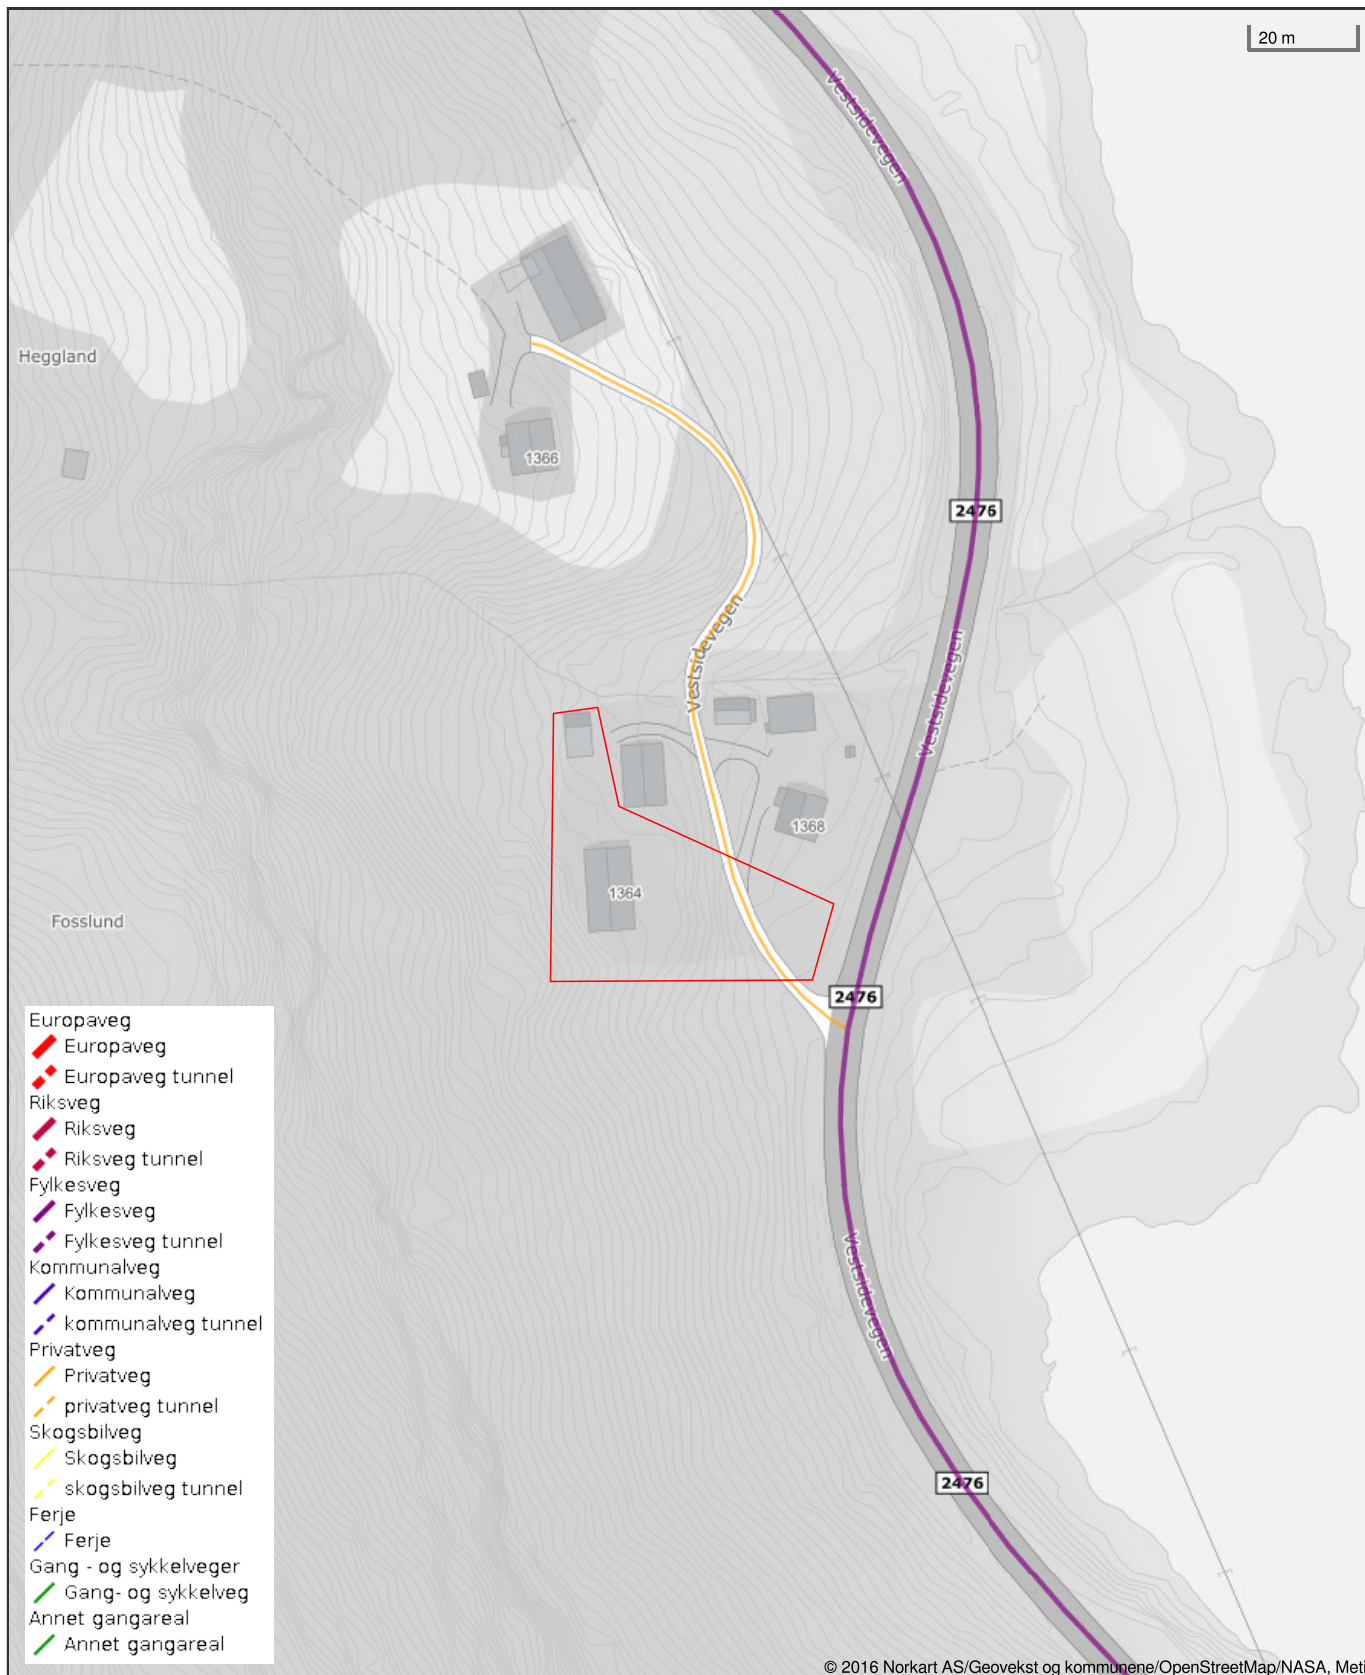 20 m
Vestsidevegen
Heggland
1366
2476
Vestsidevegen
Vestsidevegen
1368
1364
Fosslund
2476
Europaveg
Europaveg
Europaveg tunnel
Riksveg
Riksveg
Riksveg tunnel
Fylkesveg
Fylkesveg
Fylkesveg tunnel
Kommunalveg
Kommunalveg
kommunalveg tunnel
Privatveg
Privatveg
privatveg tunnel
Skogsbilveg
Skogsbilveg
skogsbilveg tunnel
Ferje
Ferje
Gang - og sykkelveger
Gang- og sykkelveg
Annet gangareal
Annet gangareal
Vestsidevegen
2476
© 2016 Norkart AS/Geovekst og kommunene/OpenStreetMap/NASA, Meti